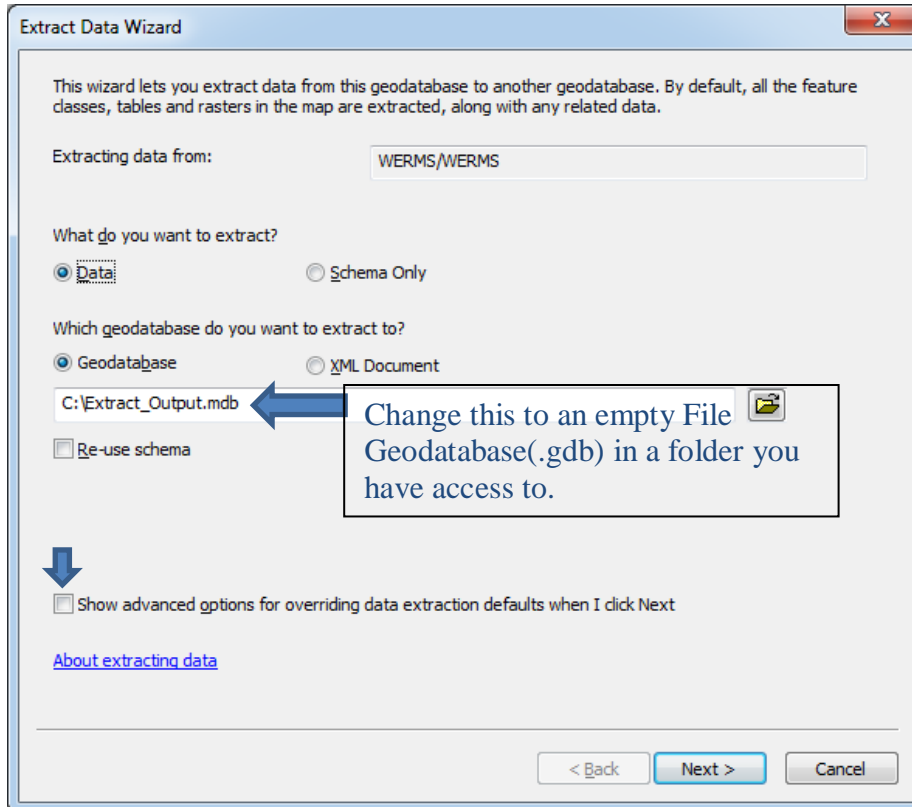 Extract Data Wizard
This wizard lets you extract data from this geodatabase to another geodatabase. By default, all the feature
classes, tables and rasters in the map are extracted, along with any related data.
Extracting data from: WERMS/WERMS
What do you want to extract?
Data Schema Only
Which geodatabase do you want to extract to?
Geodatabase XML Document
C:\Extract_Output.mdb
Change this to an empty File
Geodatabase(.gdb) in a folder you
have access to.
Re-use schema
Show advanced options for overriding data extraction defaults when I click Next
About extracting data
< Back Next > Cancel